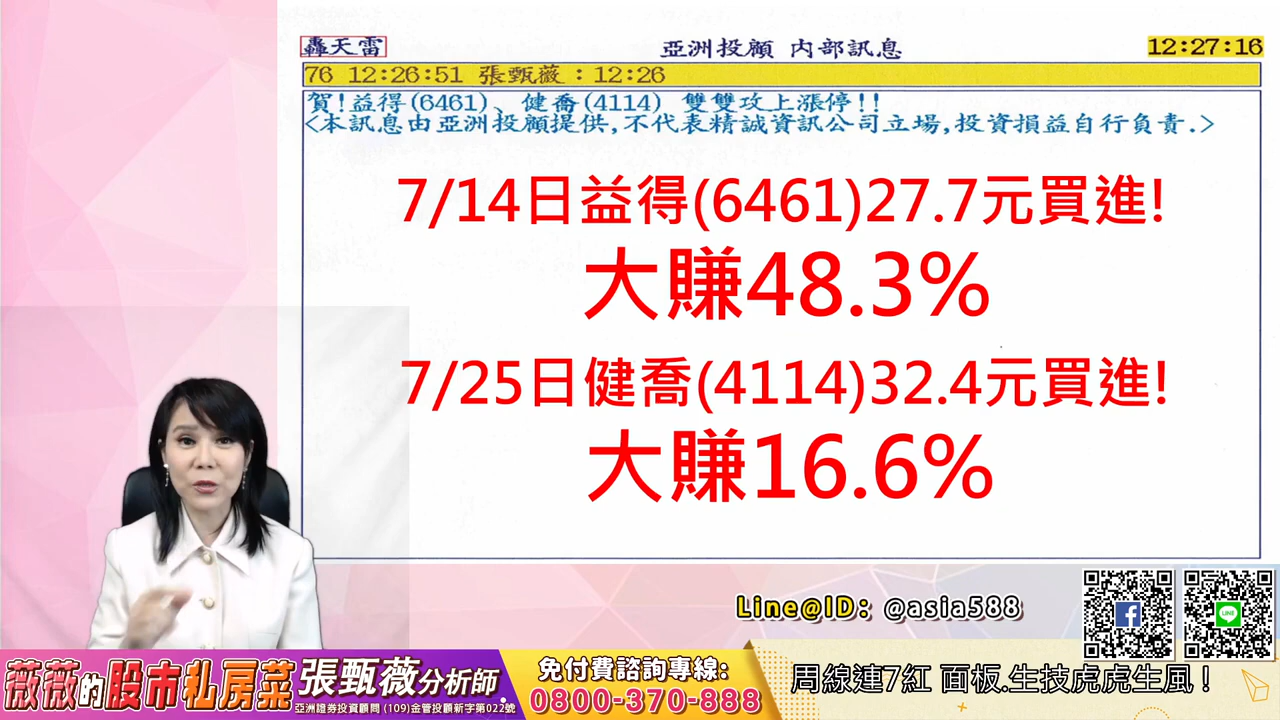 轟天雷
亞洲投顧 內部訊息
12:27:16
76 12:26:51 張甄薇：12:26
賀!益得(6461)、健喬(4114) 雙雙攻上漲停!!
<本訊息由亞洲投顧提供,不代表精誠資訊公司立場,投資損益自行負責.>
7/14日益得(6461)27.7元買進!
大賺48.3%
7/25日健喬(4114)32.4元買進!
大賺16.6%
Line@ID: @asia588
薇薇的股市私房菜
張甄薇分析師
亞洲證券投資顧問 (109)金管投顧新字第022號
免付費諮詢專線:
0800-370-888
周線連7紅 面板.生技虎虎生風！